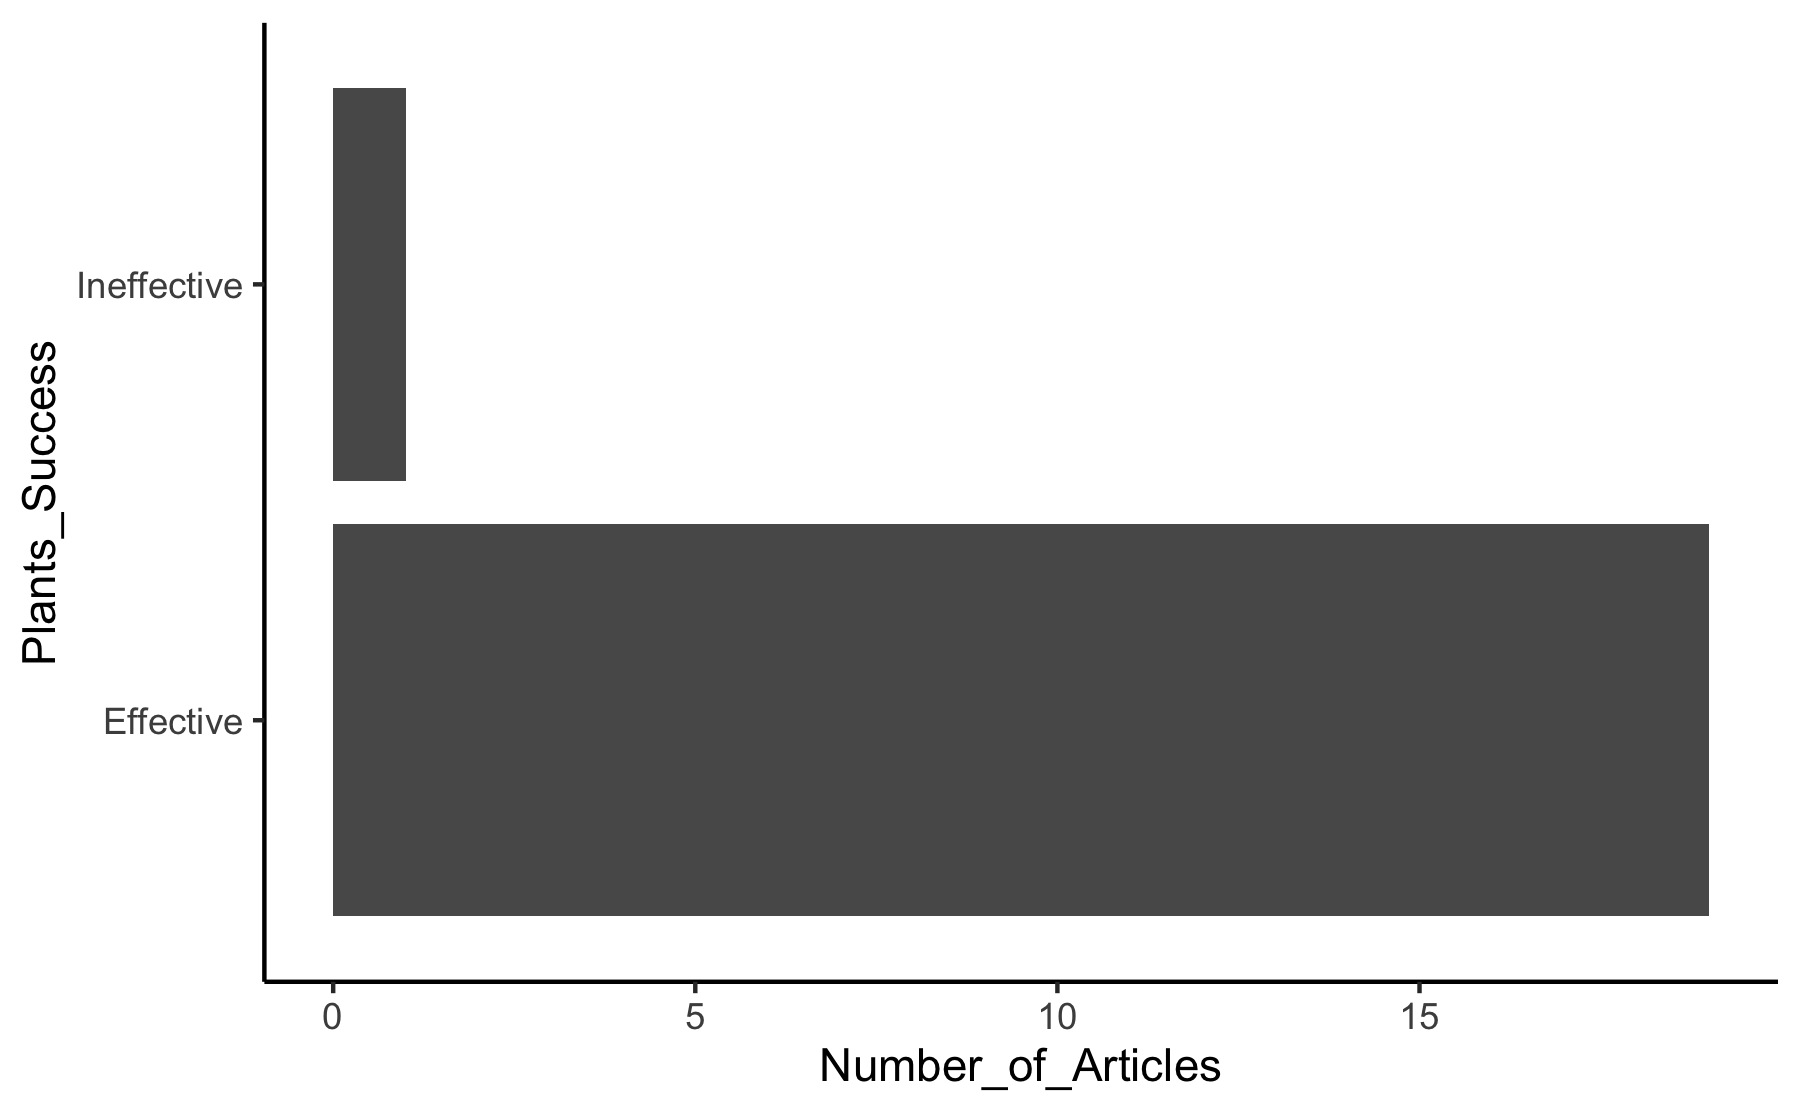 Plants_Success
Ineffective
Effective
0 5 10 15
Number_of_Articles